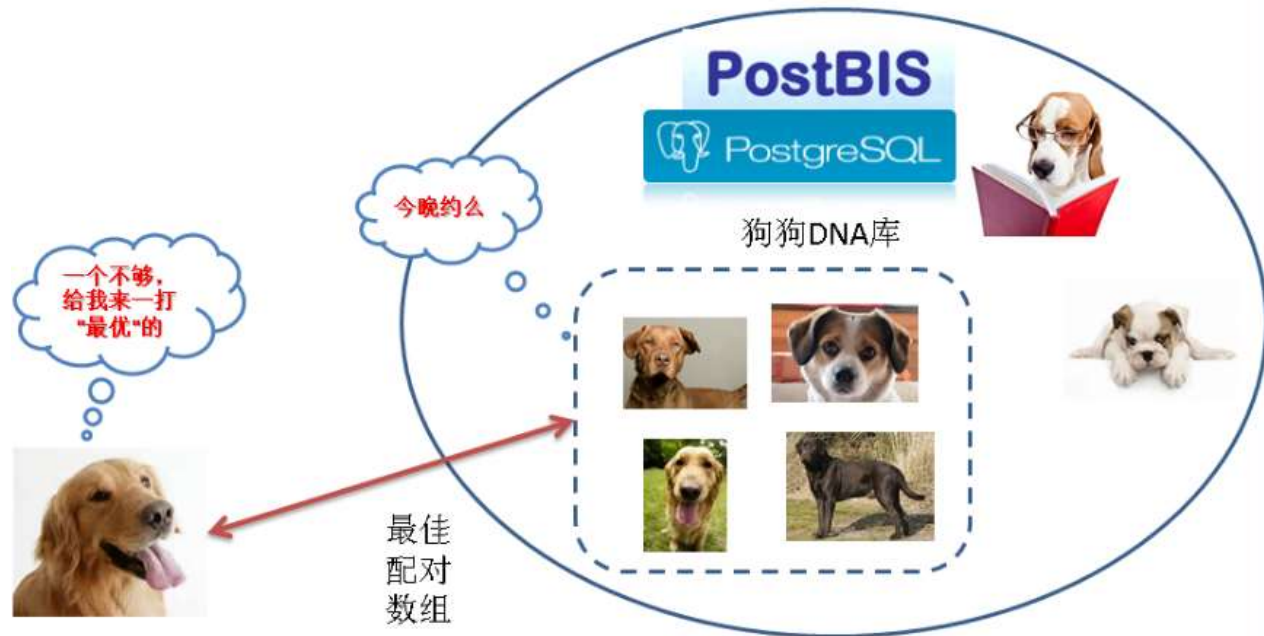 PostBIS
PostgreSQL
今晚约么
狗狗DNA库
一个不够，
给我来一打
“最优“的
最佳
配对
数组